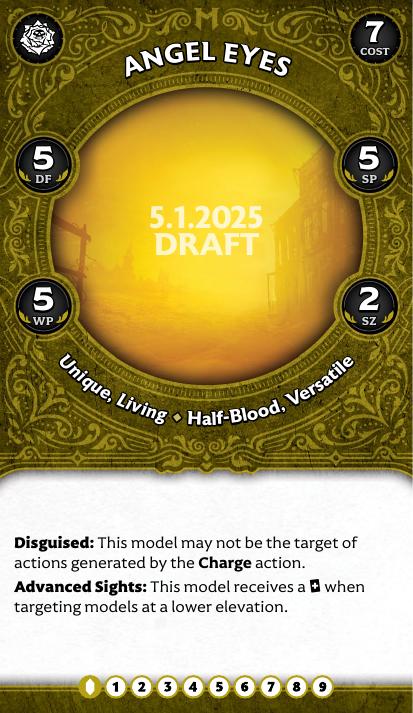 7
COST
ANGEL EYES
5
DF
5
SP
5.1.2025
DRAFT
5
WP
2
SZ
Unique, Living ⬥ Half-Blood, Versatile
Disguised: This model may not be the target of
actions generated by the Charge action.
Advanced Sights: This model receives a 🃏 when
targeting models at a lower elevation.
1 2 3 4 5 6 7 8 9